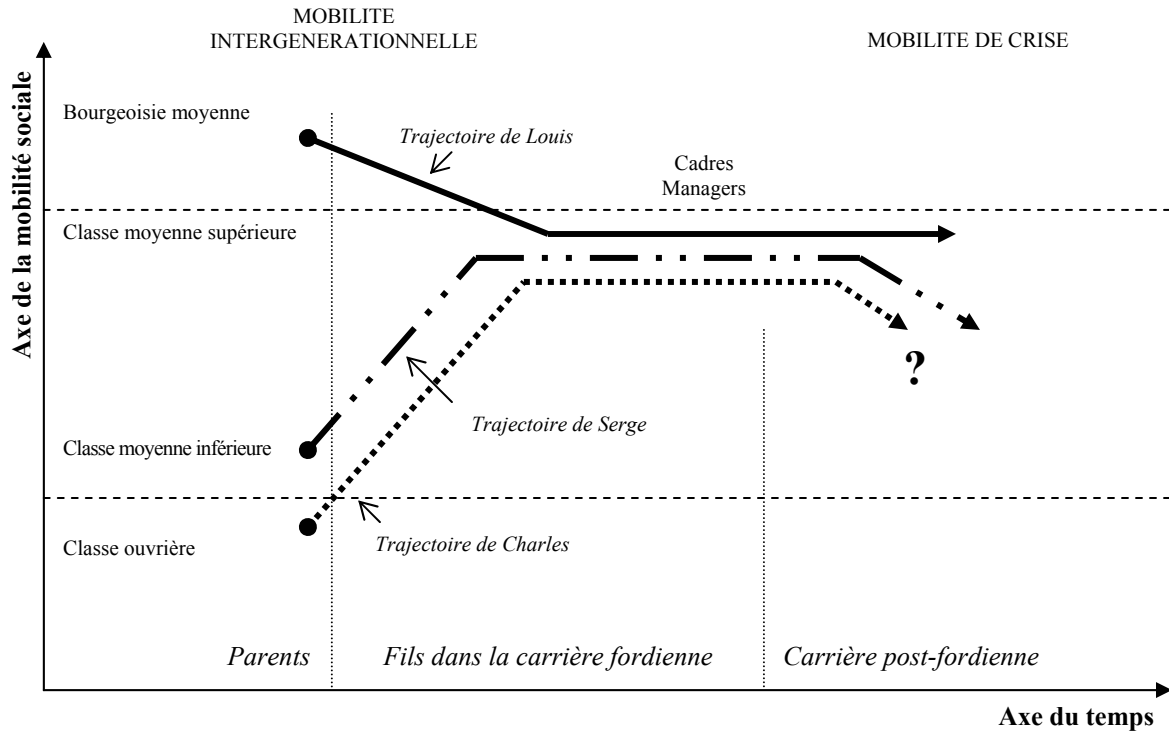 MOBILITE
INTERGENERATIONNELLE
MOBILITE DE CRISE
Axe de la mobilité sociale
Bourgeoisie moyenne
Trajectoire de Louis
Cadres
Managers
Classe moyenne supérieure
?
Trajectoire de Serge
Classe moyenne inférieure
Trajectoire de Charles
Classe ouvrière
Parents
Fils dans la carrière fordienne
Carrière post-fordienne
Axe du temps